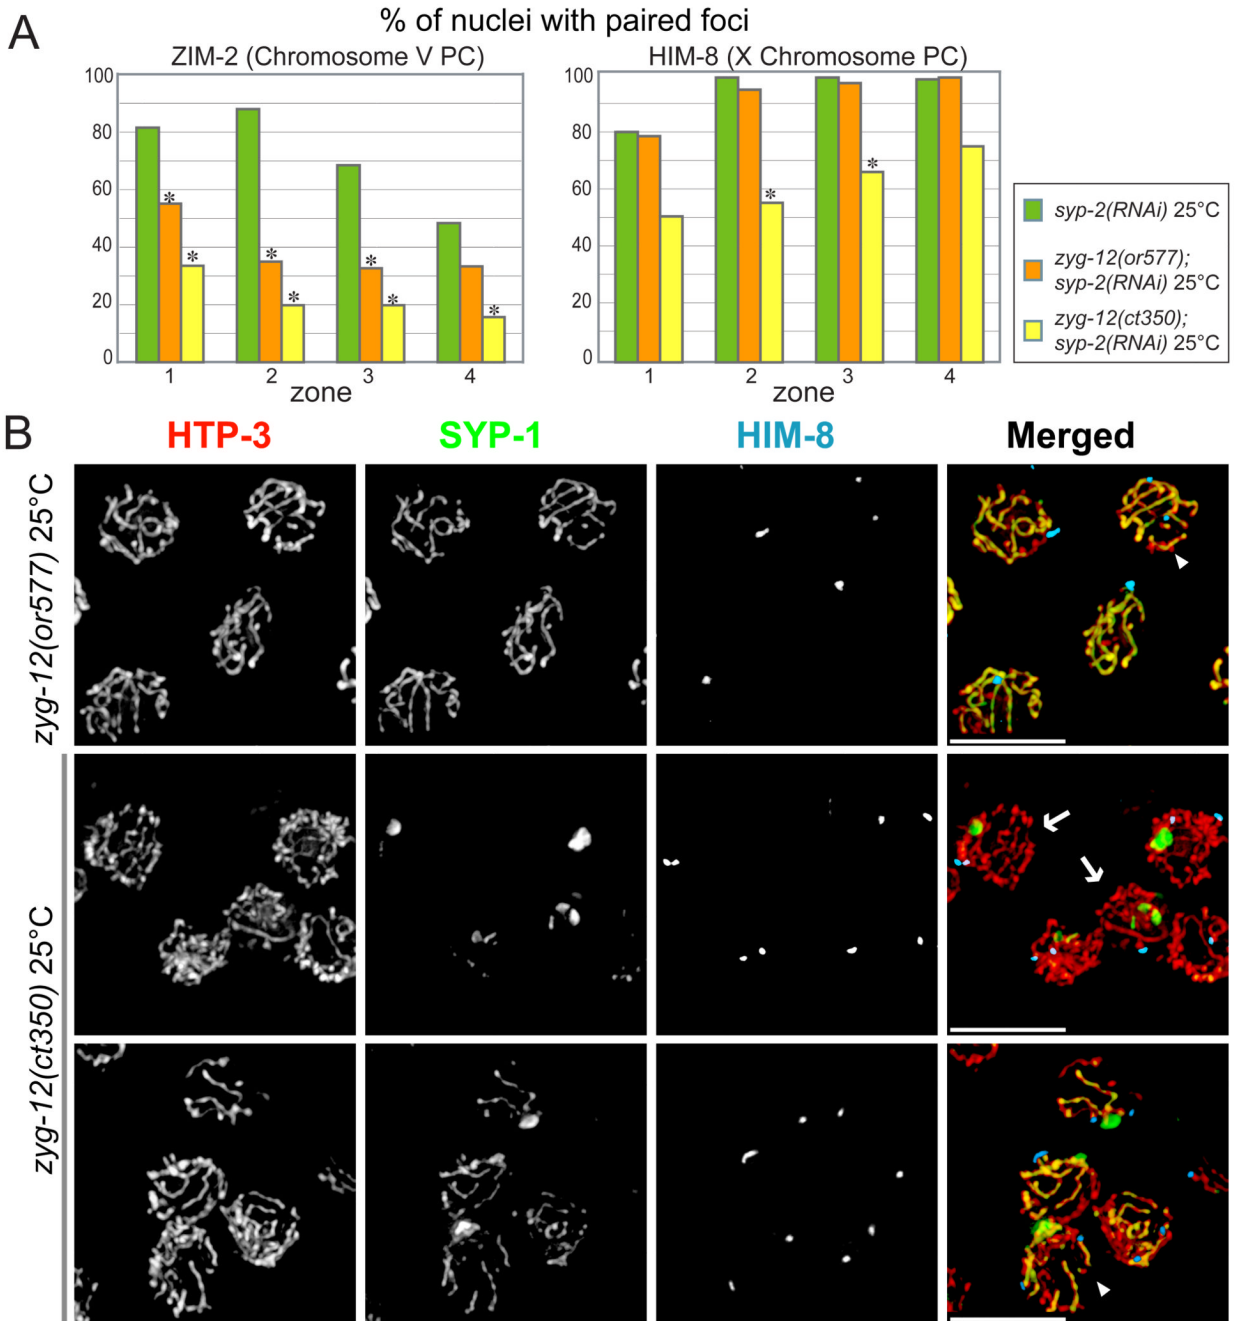 A
% of nuclei with paired foci
ZIM-2 (Chromosome V PC)
100
80
60
40
20
0
* * * * * * *
1 2 3 4
zone
HIM-8 (X Chromosome PC)
100
80
60
40
20
0
* *
1 2 3 4
zone
syp-2(RNAi) 25°C
zyg-12(or577);
syp-2(RNAi) 25°C
zyg-12(ct350);
syp-2(RNAi) 25°C
B
HTP-3 SYP-1 HIM-8 Merged
zyg-12(or577) 25°C
zyg-12(ct350) 25°C